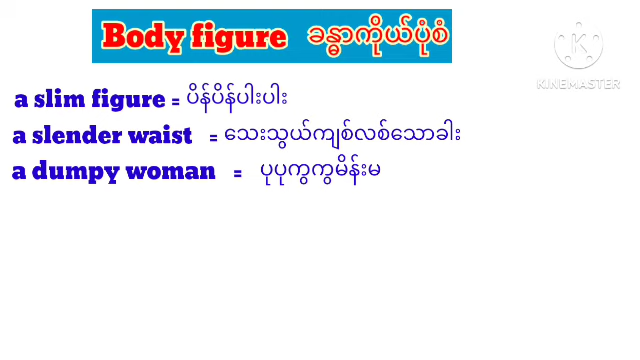 Body figure ခန္ဓာကိုယ်ပုံစံ
KINEMASTER
a slim figure = ပိန်ပိန်ပါးပါး
a slender waist = သေးသွယ်ကျစ်လစ်သောခါး
a dumpy woman = ပုပုကွကွမိန်းမ